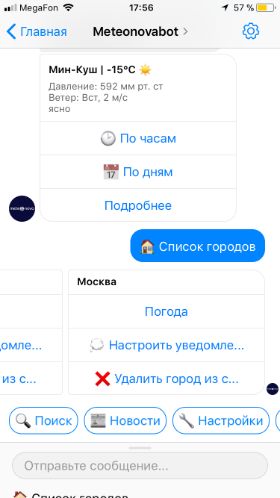 MegaFon 17:56 57 %
Главная Meteonovabot
Мин-Куш | -15°C
Давление: 592 мм рт. ст
Ветер: Вст, 2 м/с
ясно
По часам
По дням
Подробнее
Список городов
Москва
Погода
омле... Настроить уведомле...
из с... Удалить город из с...
Поиск Новости Настройки
Отправьте сообщение...
Список городов